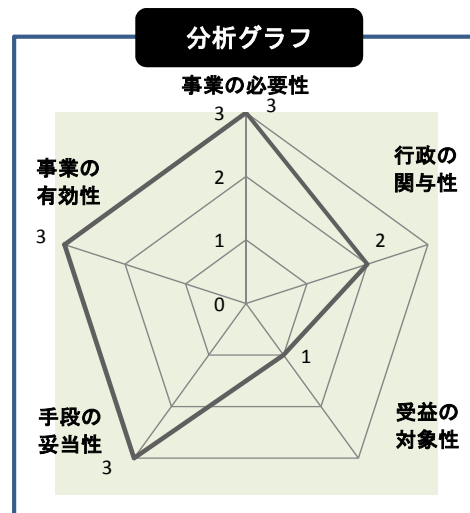 分析グラフ
事業の必要性
3 3
行政の
関与性
2
事業の
有効性
3
2
1
0
1
受益の
対象性
手段の
妥当性
3